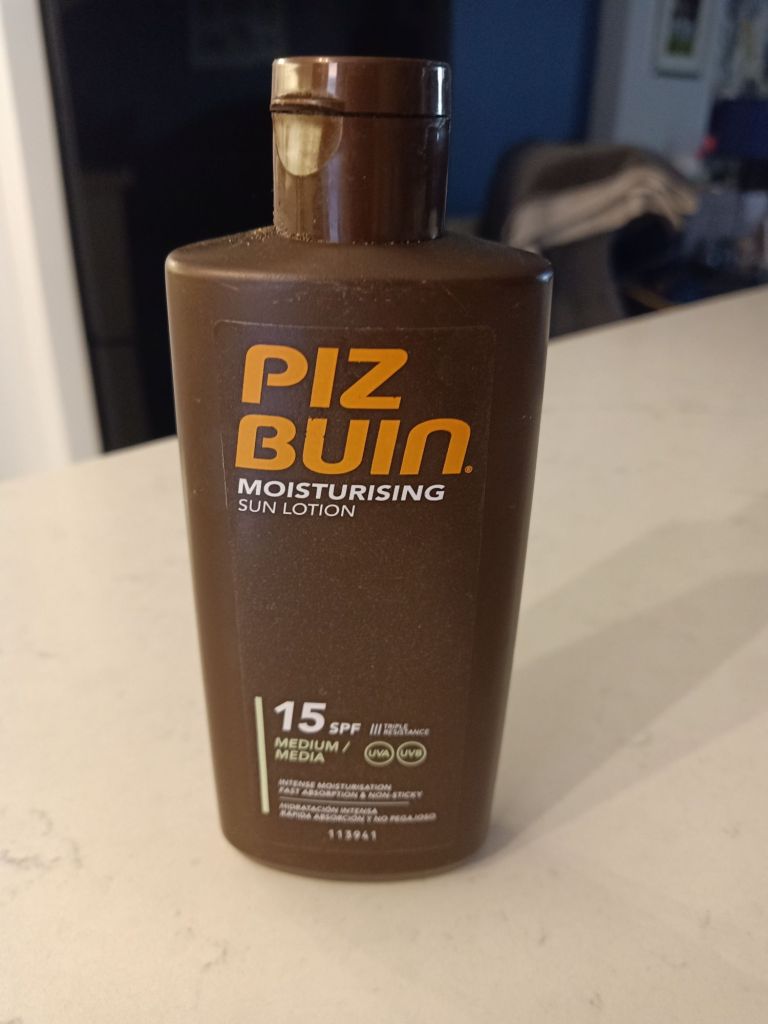 PIZ
BUIN®
MOISTURISING
SUN LOTION
15 SPF
TRIPLE
RESISTANCE
MEDIUM /
MEDIA
UVA UVB
INTENSE MOISTURISATION
FAST ABSORPTION & NON-STICKY
HIDRATACIÓN INTENSA
RÁPIDA ABSORCIÓN Y NO PEGAJOSO
113941